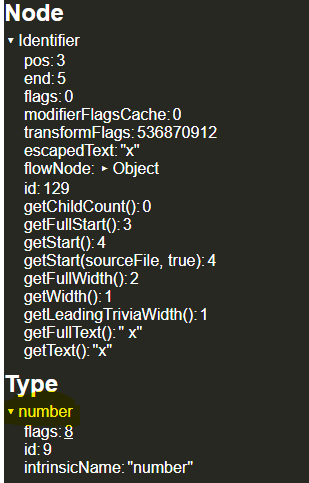 Node
▾ Identifier
pos: 3
end: 5
flags: 0
modifierFlagsCache: 0
transformFlags: 536870912
escapedText: "x"
flowNode: ▸ Object
id: 129
getChildCount(): 0
getFullStart(): 3
getStart(): 4
getStart(sourceFile, true): 4
getFullWidth(): 2
getWidth(): 1
getLeadingTriviaWidth(): 1
getFullText(): " x"
getText(): "x"
Type
▾ number
flags: 8
id: 9
intrinsicName: "number"